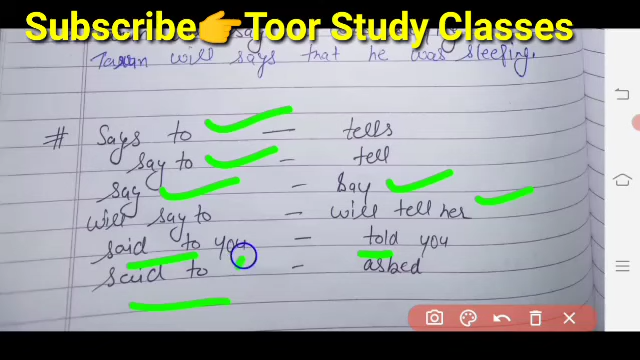 Subscribe👉Toor Study Classes
will says that he was sleeping.
# Says to — tells
say to - tell
say - Say
will say to - will tell her
said to you - told you
said to - asked